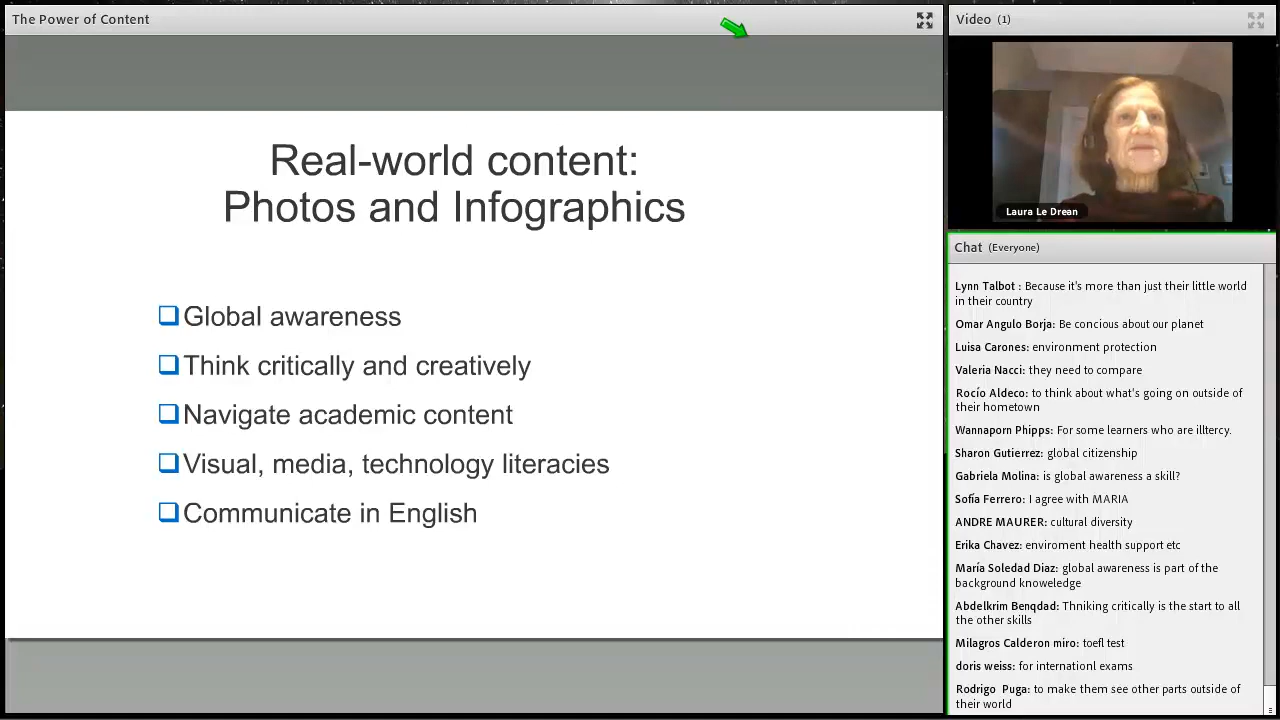 The Power of Content
Real-world content:
Photos and Infographics
Global awareness
Think critically and creatively
Navigate academic content
Visual, media, technology literacies
Communicate in English
Video (1)
Laura Le Drean
Chat (Everyone)
Lynn Talbot : Because it's more than just their little world
in their country
Omar Angulo Borja: Be concious about our planet
Luisa Carones: environment protection
Valeria Nacci: they need to compare
Rocío Aldeco: to think about what's going on outside of
their hometown
Wannaporn Phipps: For some learners who are illtercy.
Sharon Gutierrez: global citizenship
Gabriela Molina: is global awareness a skill?
Sofía Ferrero: I agree with MARIA
ANDRE MAURER: cultural diversity
Erika Chavez: enviroment health support etc
María Soledad Diaz: global awareness is part of the
background knoweledge
Abdelkrim Benqdad: Thniking critically is the start to all
the other skills
Milagros Calderon miro: toefl test
doris weiss: for internationl exams
Rodrigo Puga: to make them see other parts outside of
their world